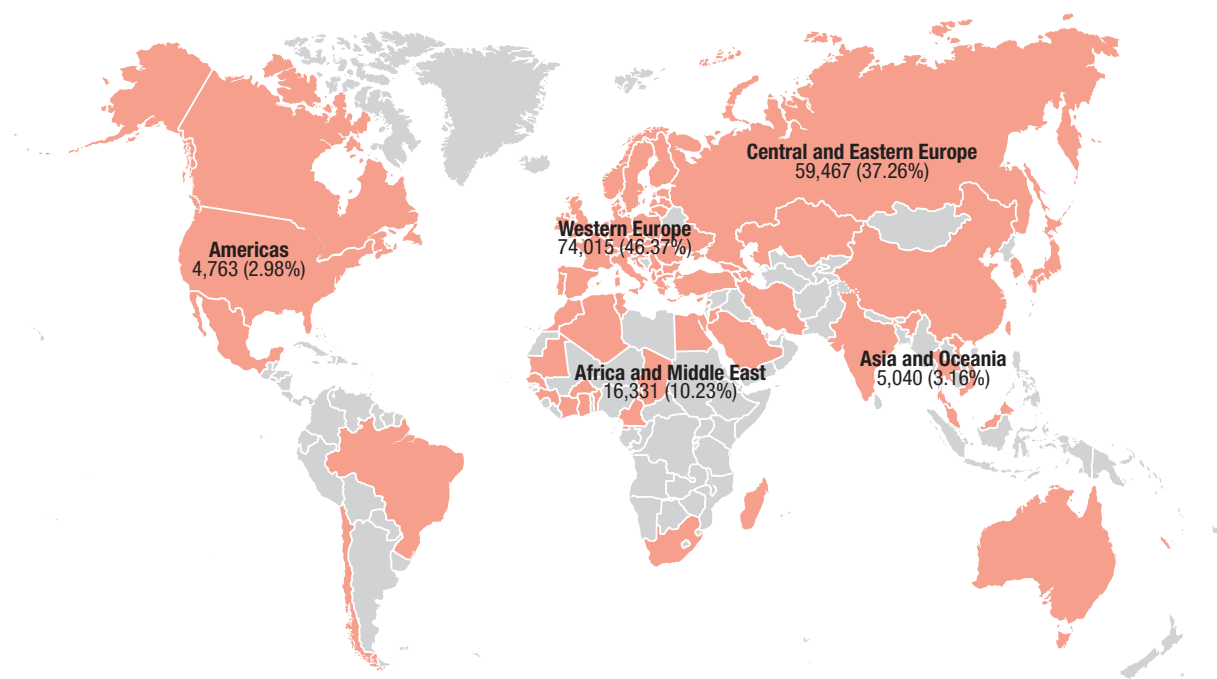 Central and Eastern Europe
59,467 (37.26%)
Western Europe
74,015 (46.37%)
Americas
4,763 (2.98%)
Asia and Oceania
5,040 (3.16%)
Africa and Middle East
16,331 (10.23%)